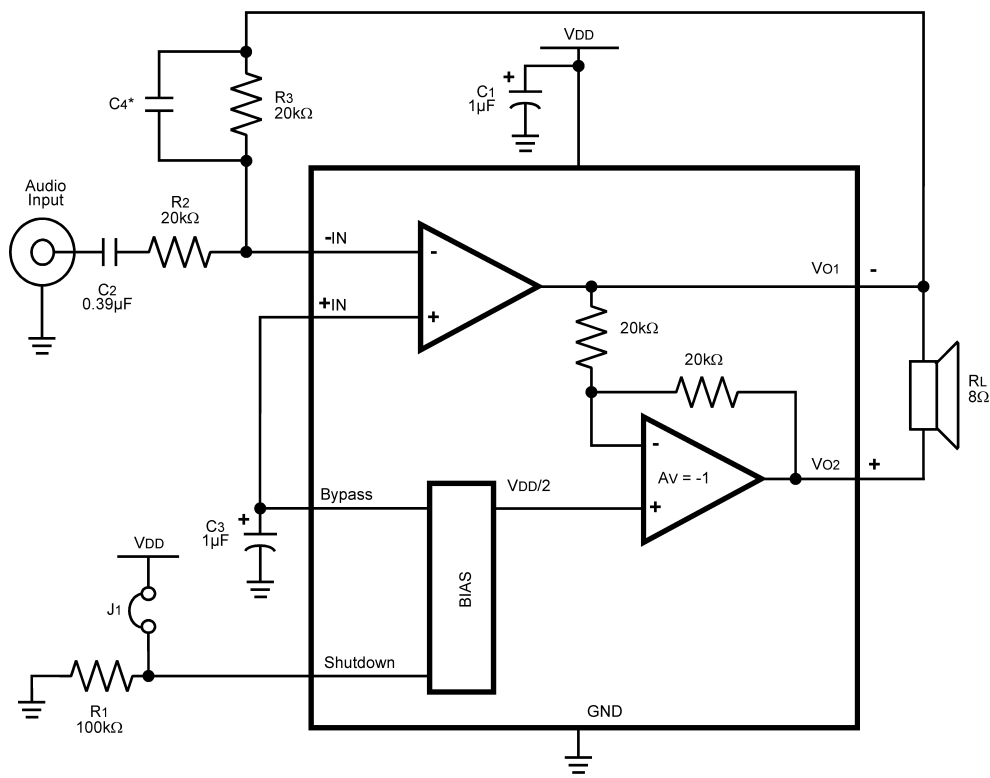 VDD
C4*
R3
20kΩ
+
C1
1µF
Audio
Input
R2
20kΩ
C2
0.39µF
-IN
+IN
-
+
VO1
-
20kΩ
20kΩ
RL
8Ω
-
AV = -1
+
VO2
+
Bypass
VDD/2
+
C3
1µF
VDD
BIAS
J1
Shutdown
R1
100kΩ
GND